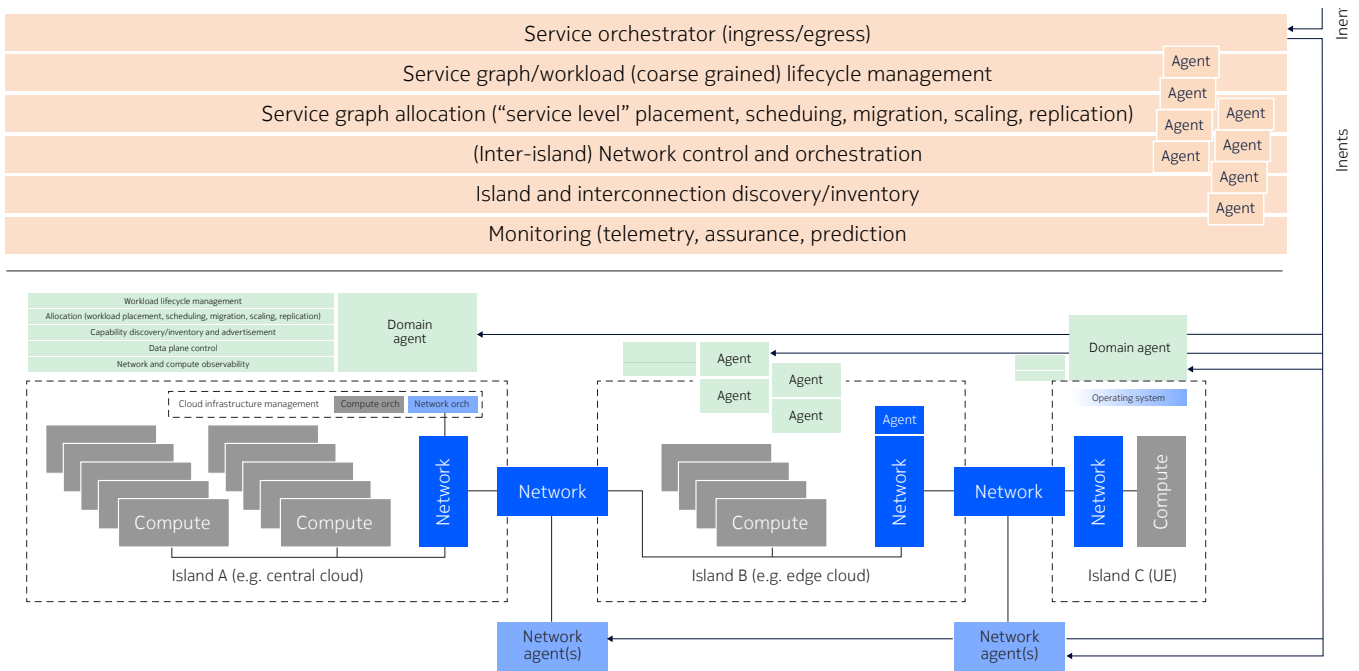 Service orchestrator (ingress/egress)
Service graph/workload (coarse grained) lifecycle management
Service graph allocation (“service level” placement, scheduing, migration, scaling, replication)
(Inter-island) Network control and orchestration
Island and interconnection discovery/inventory
Monitoring (telemetry, assurance, prediction
Agent
Agent
Agent
Agent
Agent
Agent
Agent
Agent
Inents
Workload lifecycle management
Allocation (workload placement, scheduling, migration, scaling, replication)
Capability discovery/inventory and advertisement
Data plane control
Network and compute observability
Domain
agent
Agent
Agent
Agent
Agent
Domain agent
Cloud infrastructure management
Compute orch
Network orch
Operating system
Agent
Compute
Compute
Network
Network
Compute
Network
Network
Network
Compute
Island A (e.g. central cloud)
Island B (e.g. edge cloud)
Island C (UE)
Network
agent(s)
Network
agent(s)